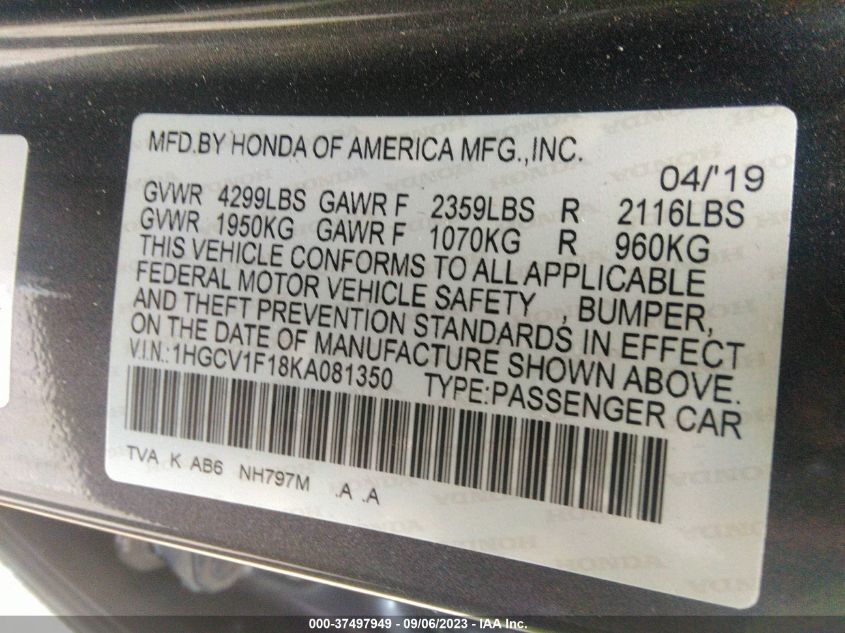 MFD.BY HONDA OF AMERICA MFG.,INC.
04/'19
GVWR 4299LBS GAWR F 2359LBS R 2116LBS
GVWR 1950KG GAWR F 1070KG R 960KG
THIS VEHICLE CONFORMS TO ALL APPLICABLE
FEDERAL MOTOR VEHICLE SAFETY , BUMPER,
AND THEFT PREVENTION STANDARDS IN EFFECT
ON THE DATE OF MANUFACTURE SHOWN ABOVE.
V.I.N.:1HGCV1F18KA081350 TYPE:PASSENGER CAR
TVA K AB6 NH797M .A .A
000-37497949 - 09/06/2023 - IAA Inc.